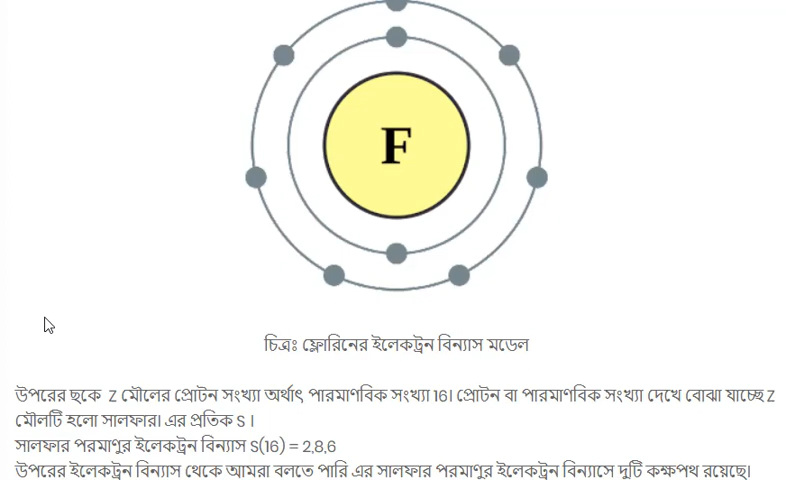 F
চিত্রঃ ফ্লোরিনের ইলেকট্রন বিন্যাস মডেল
উপরের ছকে Z মৌলের প্রোটন সংখ্যা অর্থাৎ পারমাণবিক সংখ্যা 16। প্রোটন বা পারমাণবিক সংখ্যা দেখে বোঝা যাচ্ছে Z
মৌলটি হলো সালফার। এর প্রতিক S ।
সালফার পরমাণুর ইলেকট্রন বিন্যাস S(16) = 2,8,6
উপরের ইলেকট্রন বিন্যাস থেকে আমরা বলতে পারি এর সালফার পরমাণুর ইলেকট্রন বিন্যাসে দুটি কক্ষপথ রয়েছে।